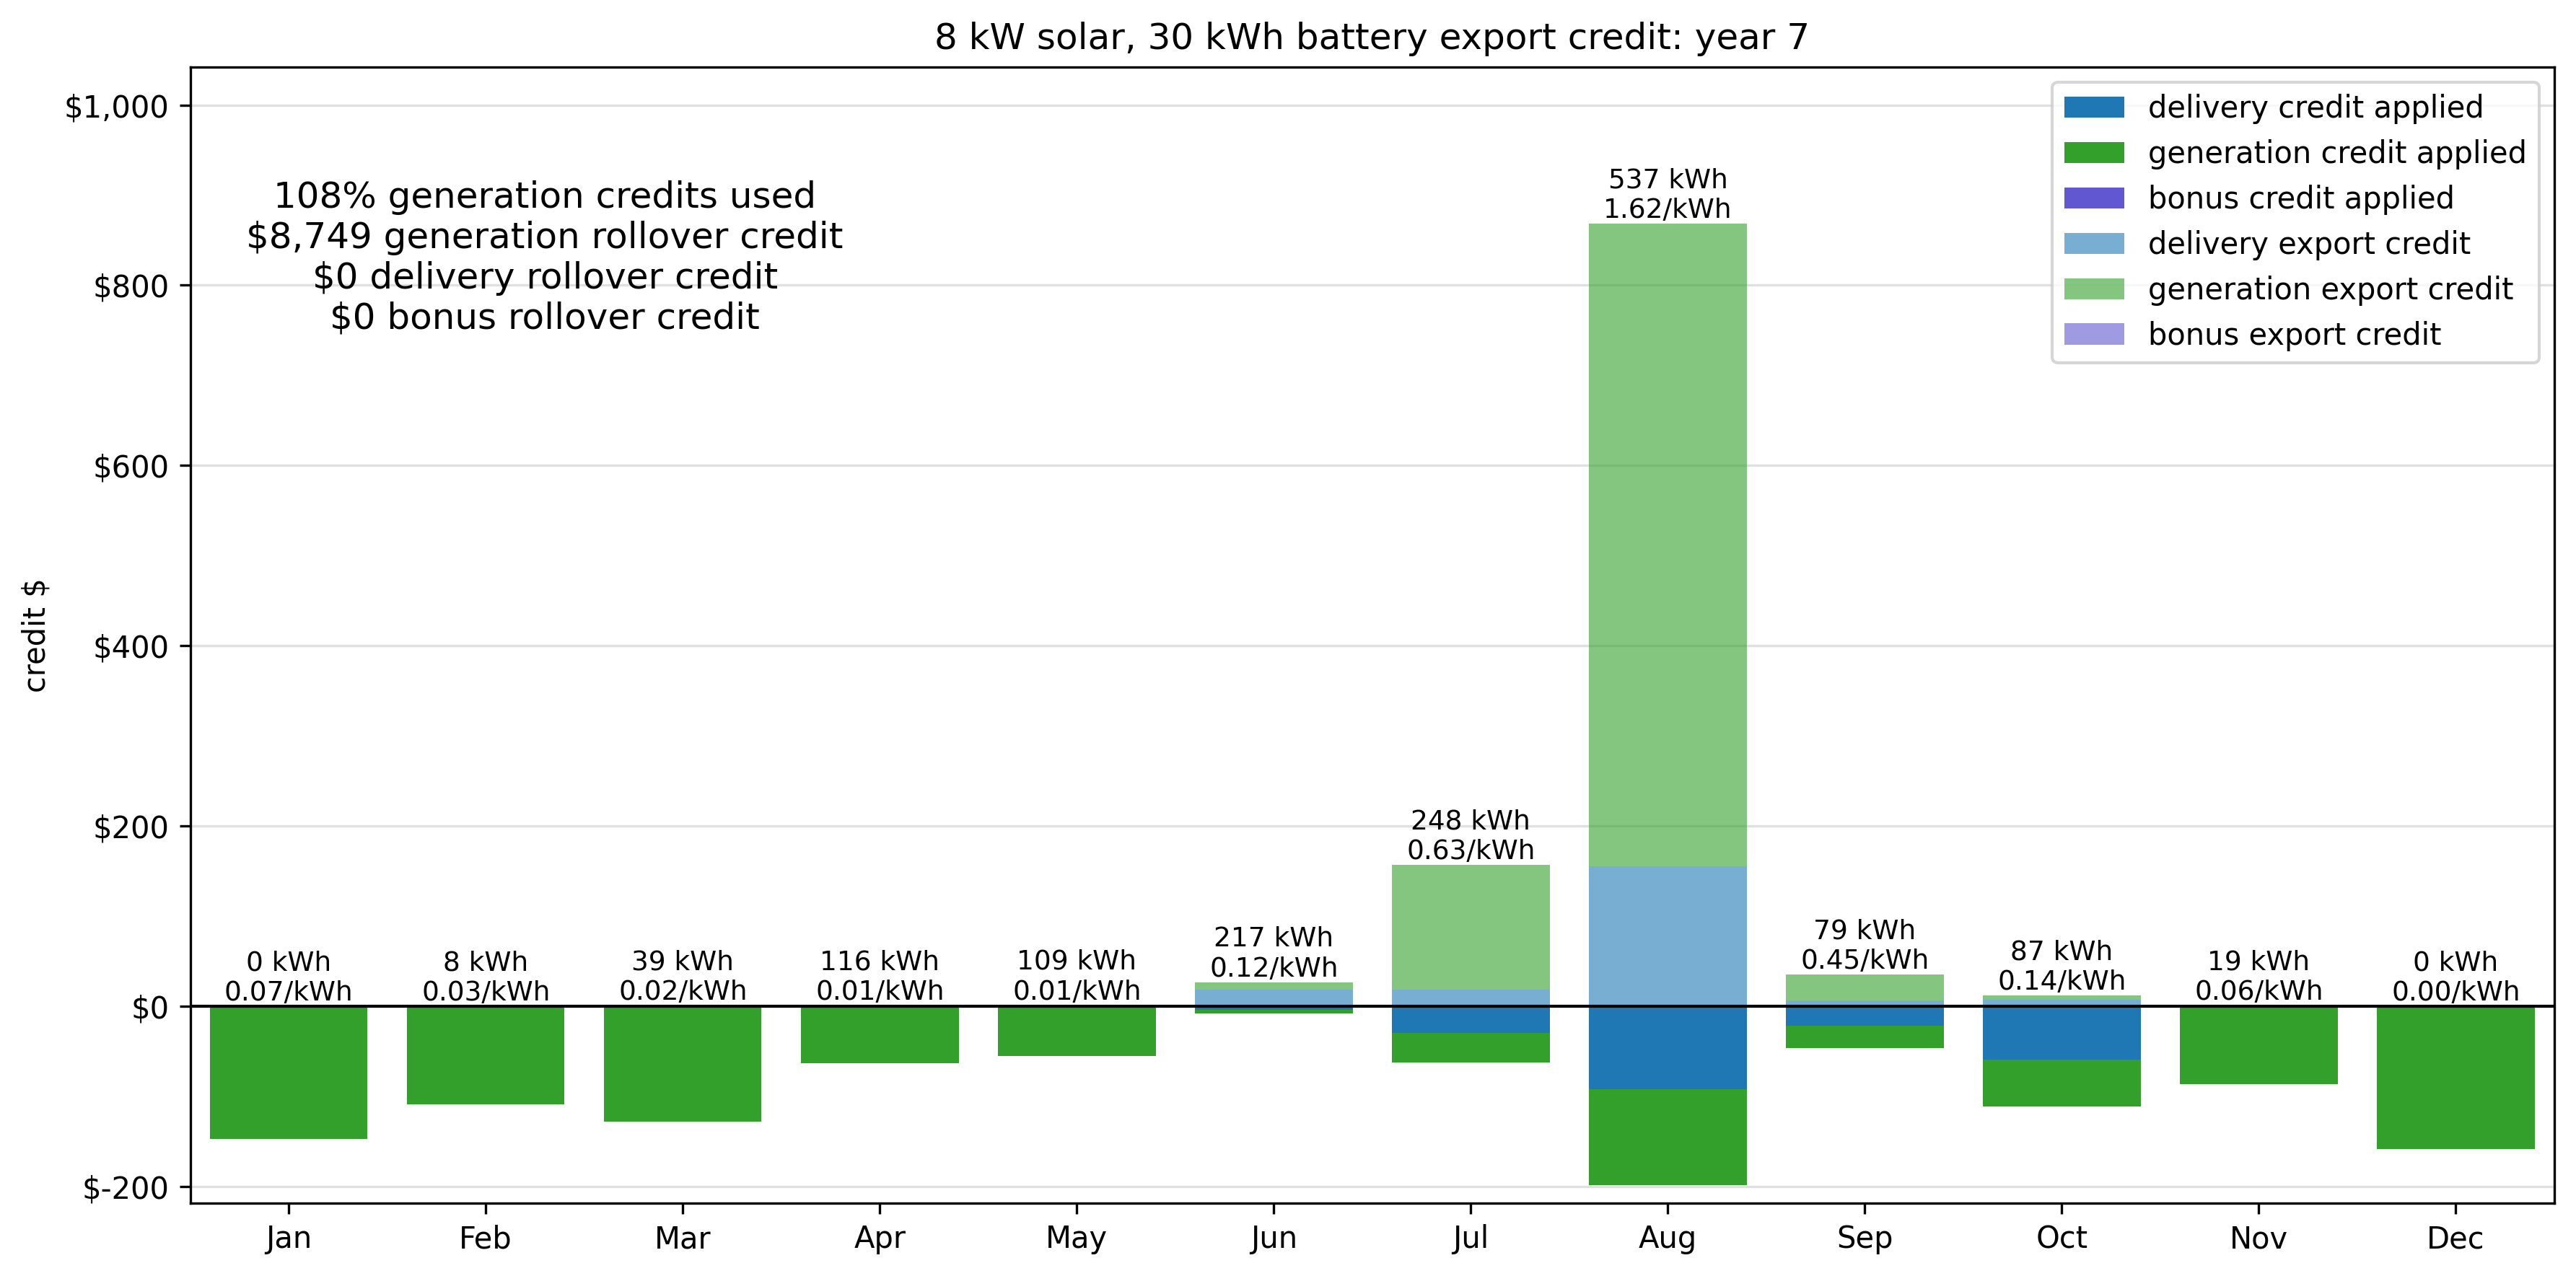 8 kW solar, 30 kWh battery export credit: year 7
$1,000
$800
$600
$400
$200
$0
$-200
credit $
108% generation credits used
$8,749 generation rollover credit
$0 delivery rollover credit
$0 bonus rollover credit
delivery credit applied
generation credit applied
bonus credit applied
delivery export credit
generation export credit
bonus export credit
0 kWh
0.07/kWh
8 kWh
0.03/kWh
39 kWh
0.02/kWh
116 kWh
0.01/kWh
109 kWh
0.01/kWh
217 kWh
0.12/kWh
248 kWh
0.63/kWh
537 kWh
1.62/kWh
79 kWh
0.45/kWh
87 kWh
0.14/kWh
19 kWh
0.06/kWh
0 kWh
0.00/kWh
Jan
Feb
Mar
Apr
May
Jun
Jul
Aug
Sep
Oct
Nov
Dec